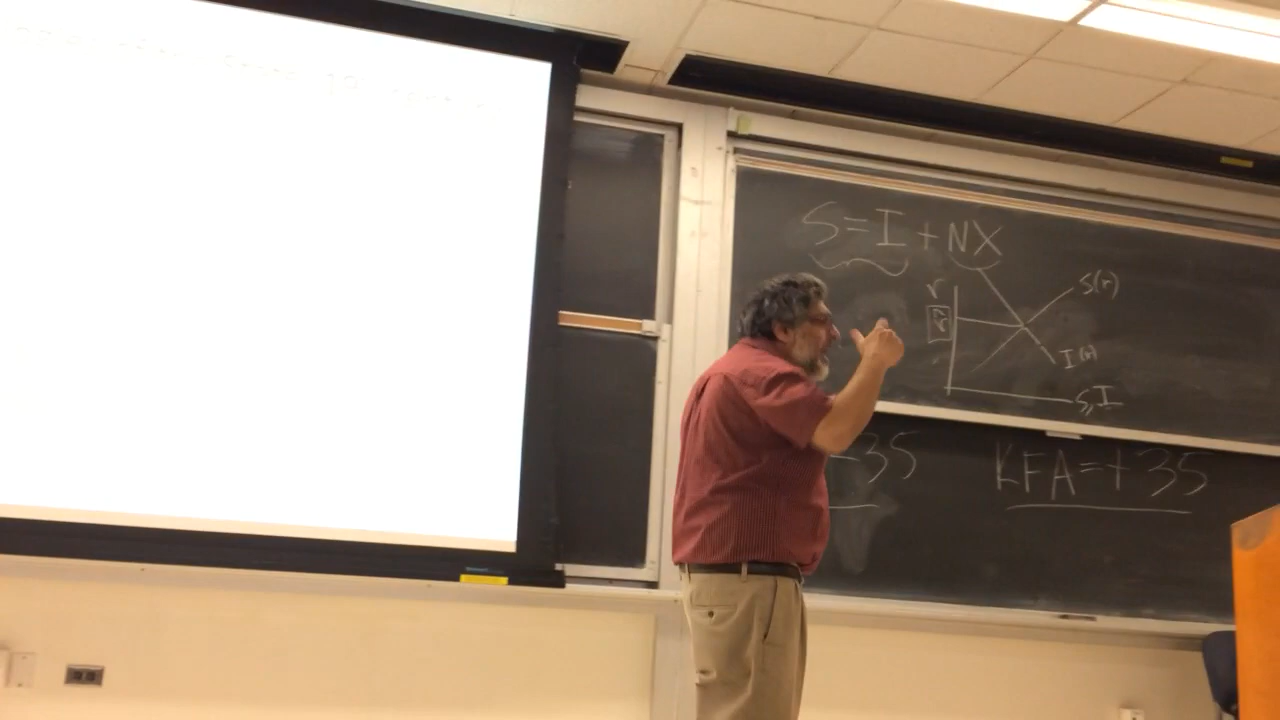 S = I + NX
r
S(r)
I(r)
S, I
-35
KFA = +35